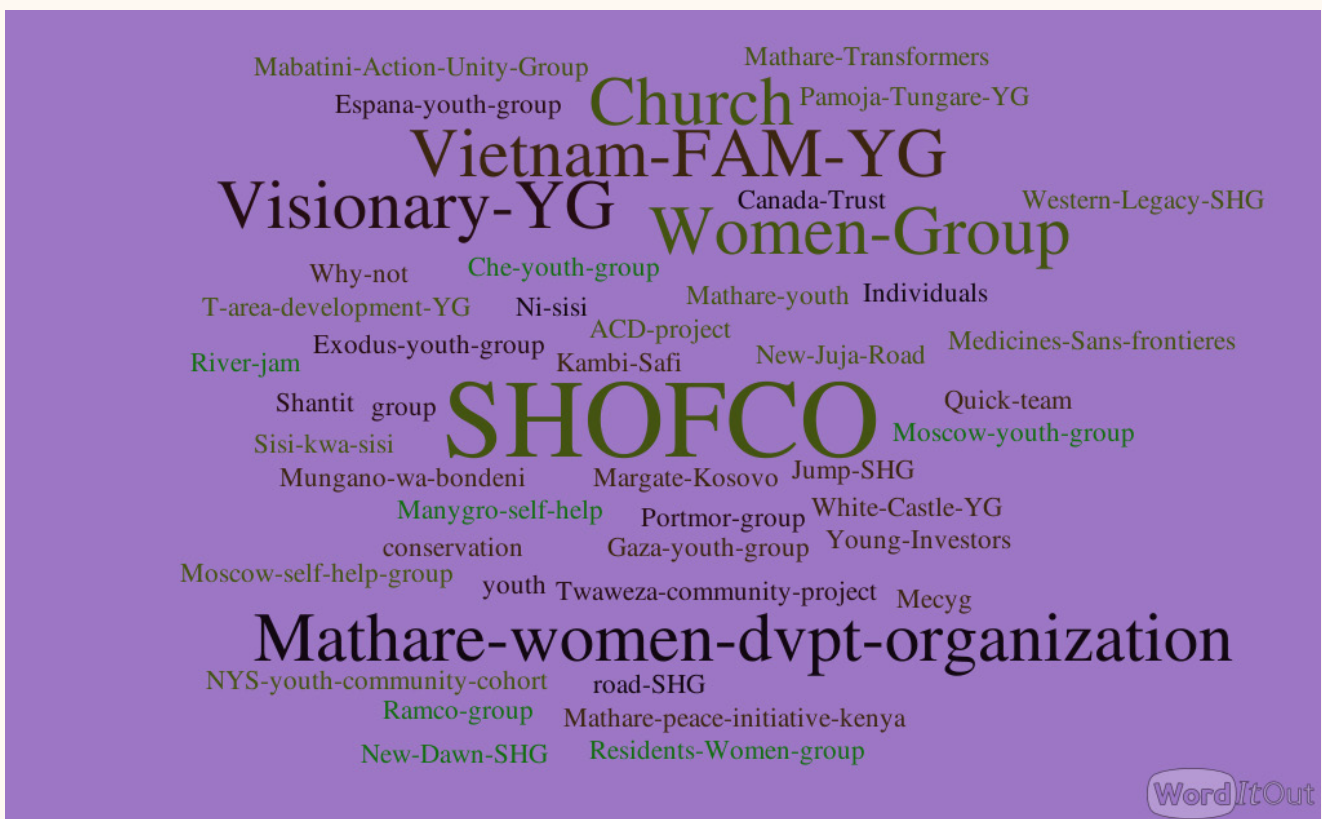 Mabatini-Action-Unity-Group
Mathare-Transformers
Espana-youth-group
Church
Pamoja-Tungare-YG
Vietnam-FAM-YG
Visionary-YG
Canada-Trust
Western-Legacy-SHG
Women-Group
Why-not
Che-youth-group
T-area-development-YG
Ni-sisi
Mathare-youth
Individuals
ACD-project
Exodus-youth-group
River-jam
Kambi-Safi
New-Juja-Road
Medicines-Sans-frontieres
Shantit
group
SHOFCO
Quick-team
Moscow-youth-group
Sisi-kwa-sisi
Mungano-wa-bondeni
Margate-Kosovo
Jump-SHG
Manygro-self-help
Portmor-group
White-Castle-YG
conservation
Gaza-youth-group
Young-Investors
Moscow-self-help-group
youth
Twaweza-community-project
Mecyg
Mathare-women-dvpt-organization
NYS-youth-community-cohort
road-SHG
Ramco-group
Mathare-peace-initiative-kenya
New-Dawn-SHG
Residents-Women-group
WordItOut